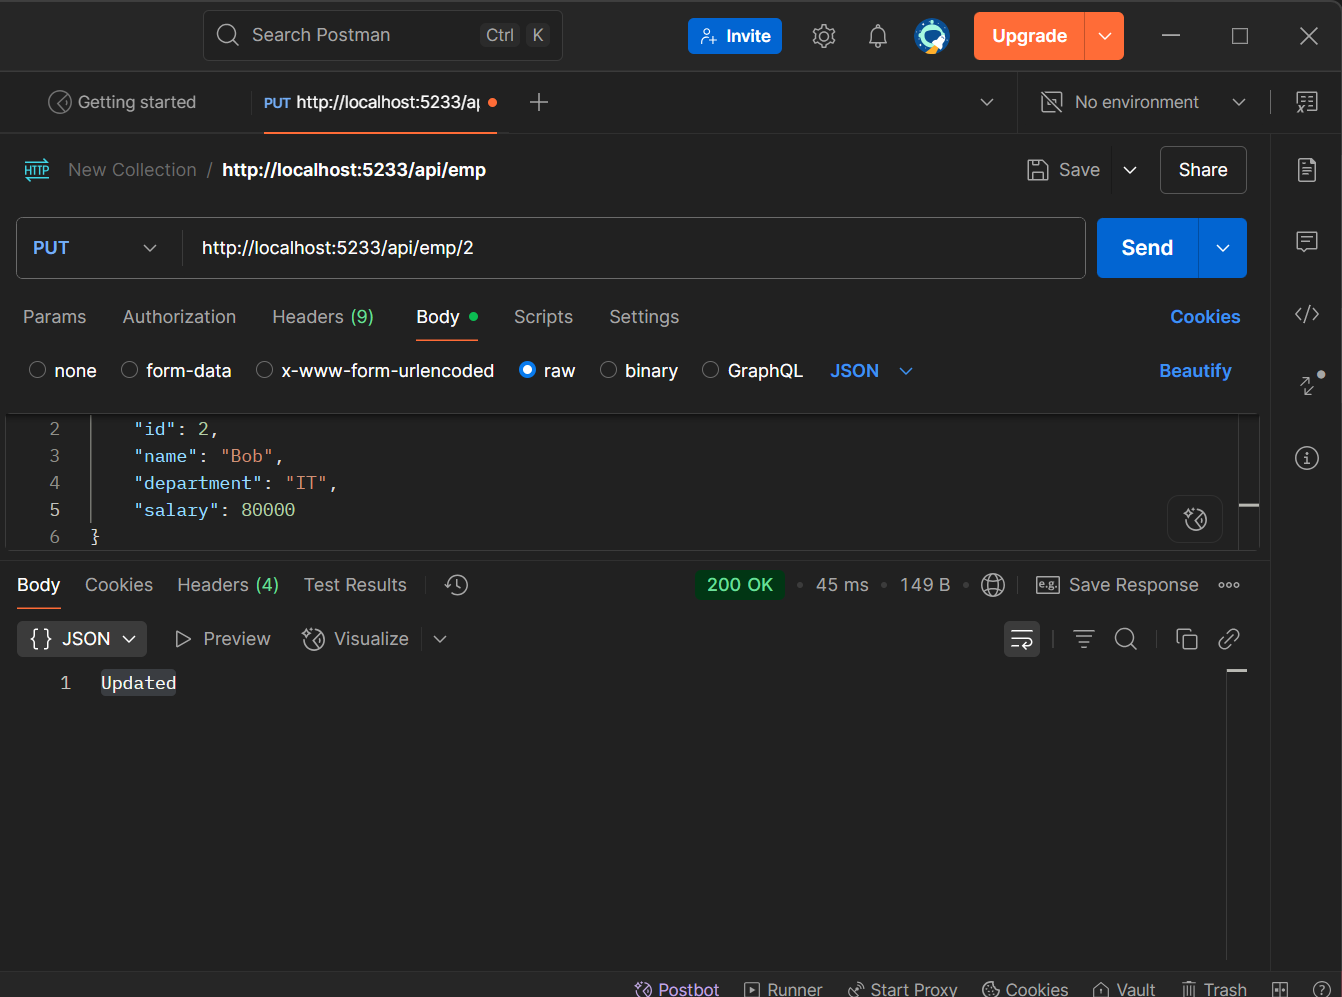 Search Postman Ctrl K Invite Upgrade
Getting started PUT http://localhost:5233/ap No environment
HTTP New Collection / http://localhost:5233/api/emp Save Share
PUT http://localhost:5233/api/emp/2 Send
Params Authorization Headers (9) Body Scripts Settings Cookies
none form-data x-www-form-urlencoded raw binary GraphQL JSON Beautify
2 "id": 2,
3 "name": "Bob",
4 "department": "IT",
5 "salary": 80000
6 }
Body Cookies Headers (4) Test Results 200 OK • 45 ms • 149 B • e.g. Save Response
{} JSON Preview Visualize
1 Updated
Postbot Runner Start Proxy Cookies Vault Trash